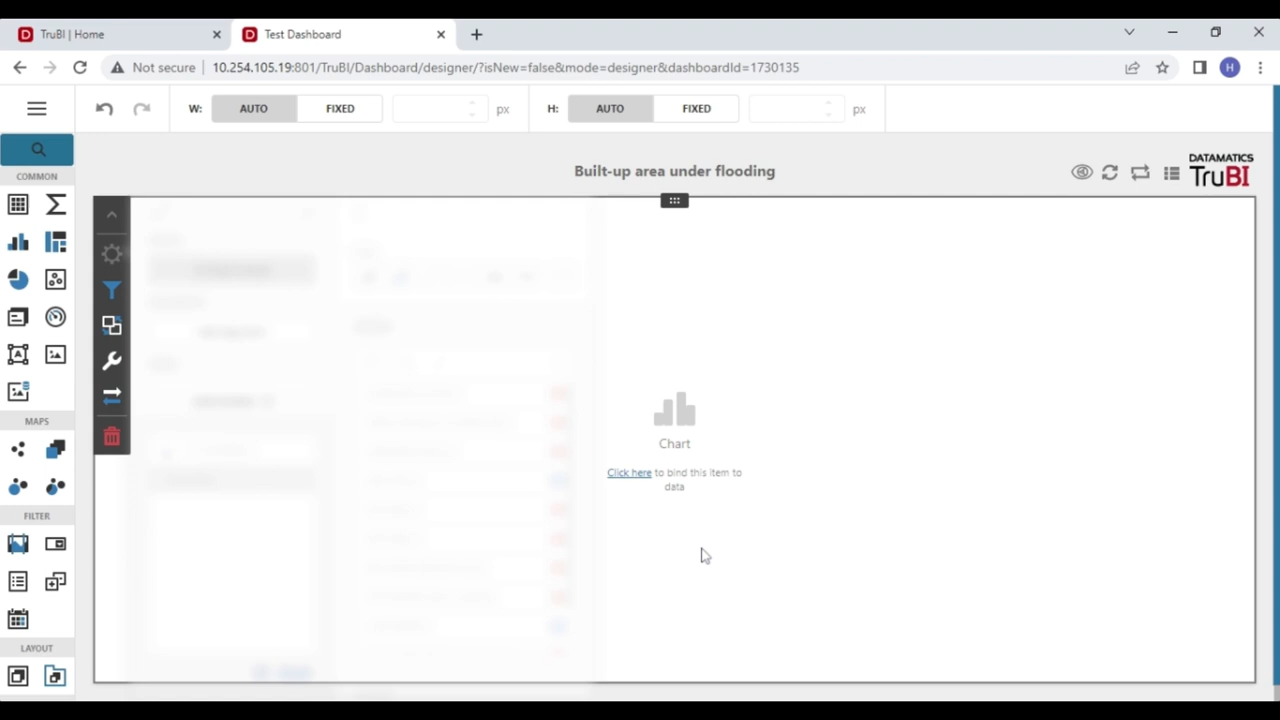 TruBI | Home
Test Dashboard
Not secure
10.254.105.19:801/TruBI/Dashboard/designer/?isNew=false&mode=designer&dashboardId=1730135
H
W:
AUTO
FIXED
px
H:
AUTO
FIXED
px
Built-up area under flooding
DATAMATICS
TruBI
COMMON
MAPS
FILTER
LAYOUT
Chart
Click here to bind this item to
data